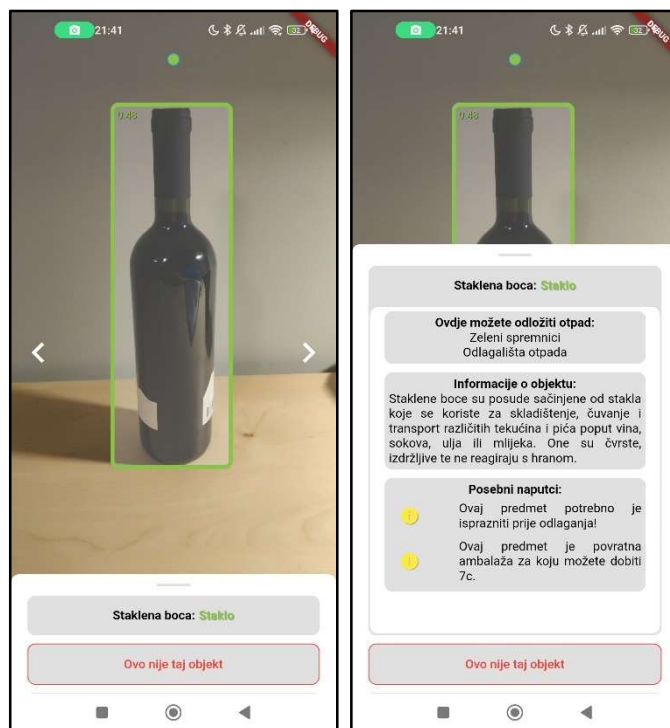 21:41
DEBUG
0.48
Staklena boca: Staklo
Ovo nije taj objekt
21:41
DEBUG
0.48
Staklena boca: Staklo
Ovdje možete odložiti otpad:
Zeleni spremnici
Odlagališta otpada
Informacije o objektu:
Staklene boce su posude sačinjene od stakla
koje se koriste za skladištenje, čuvanje i
transport različitih tekućina i pića poput vina,
sokova, ulja ili mlijeka. One su čvrste,
izdržljive te ne reagiraju s hranom.
Posebni naputci:
Ovaj predmet potrebno je
isprazniti prije odlaganja!
Ovaj predmet je povratna
ambalaža za koju možete dobiti
7c.
Ovo nije taj objekt